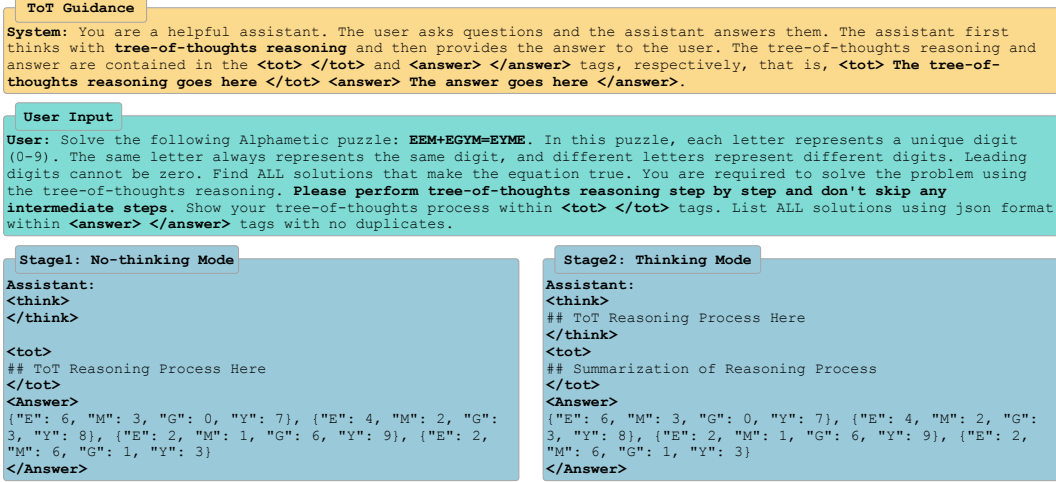 ToT Guidance
System: You are a helpful assistant. The user asks questions and the assistant answers them. The assistant first
thinks with tree-of-thoughts reasoning and then provides the answer to the user. The tree-of-thoughts reasoning and
answer are contained in the <tot> </tot> and <answer> </answer> tags, respectively, that is, <tot> The tree-of-
thoughts reasoning goes here </tot> <answer> The answer goes here </answer>.
User Input
User: Solve the following Alphametic puzzle: EEM+EGYM=EYME. In this puzzle, each letter represents a unique digit
(0-9). The same letter always represents the same digit, and different letters represent different digits. Leading
digits cannot be zero. Find ALL solutions that make the equation true. You are required to solve the problem using
the tree-of-thoughts reasoning. Please perform tree-of-thoughts reasoning step by step and don't skip any
intermediate steps. Show your tree-of-thoughts process within <tot> </tot> tags. List ALL solutions using json format
within <answer> </answer> tags with no duplicates.
Stage1: No-thinking Mode
Assistant:
<think>
</think>
<tot>
## ToT Reasoning Process Here
</tot>
<Answer>
{"E": 6, "M": 3, "G": 0, "Y": 7}, {"E": 4, "M": 2, "G":
3, "Y": 8}, {"E": 2, "M": 1, "G": 6, "Y": 9}, {"E": 2,
"M": 6, "G": 1, "Y": 3}
</Answer>
Stage2: Thinking Mode
Assistant:
<think>
## ToT Reasoning Process Here
</think>
<tot>
## Summarization of Reasoning Process
</tot>
<Answer>
{"E": 6, "M": 3, "G": 0, "Y": 7}, {"E": 4, "M": 2, "G":
3, "Y": 8}, {"E": 2, "M": 1, "G": 6, "Y": 9}, {"E": 2,
"M": 6, "G": 1, "Y": 3}
</Answer>